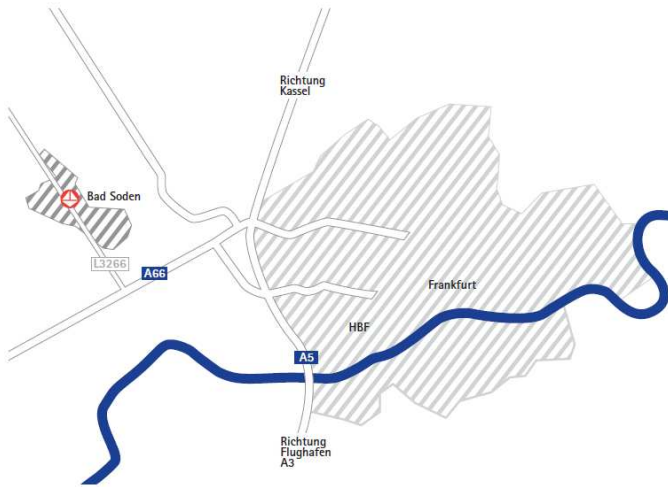 Richtung
Kassel
Bad Soden
L3266
A66
Frankfurt
HBF
A5
Richtung
Flughafen
A3